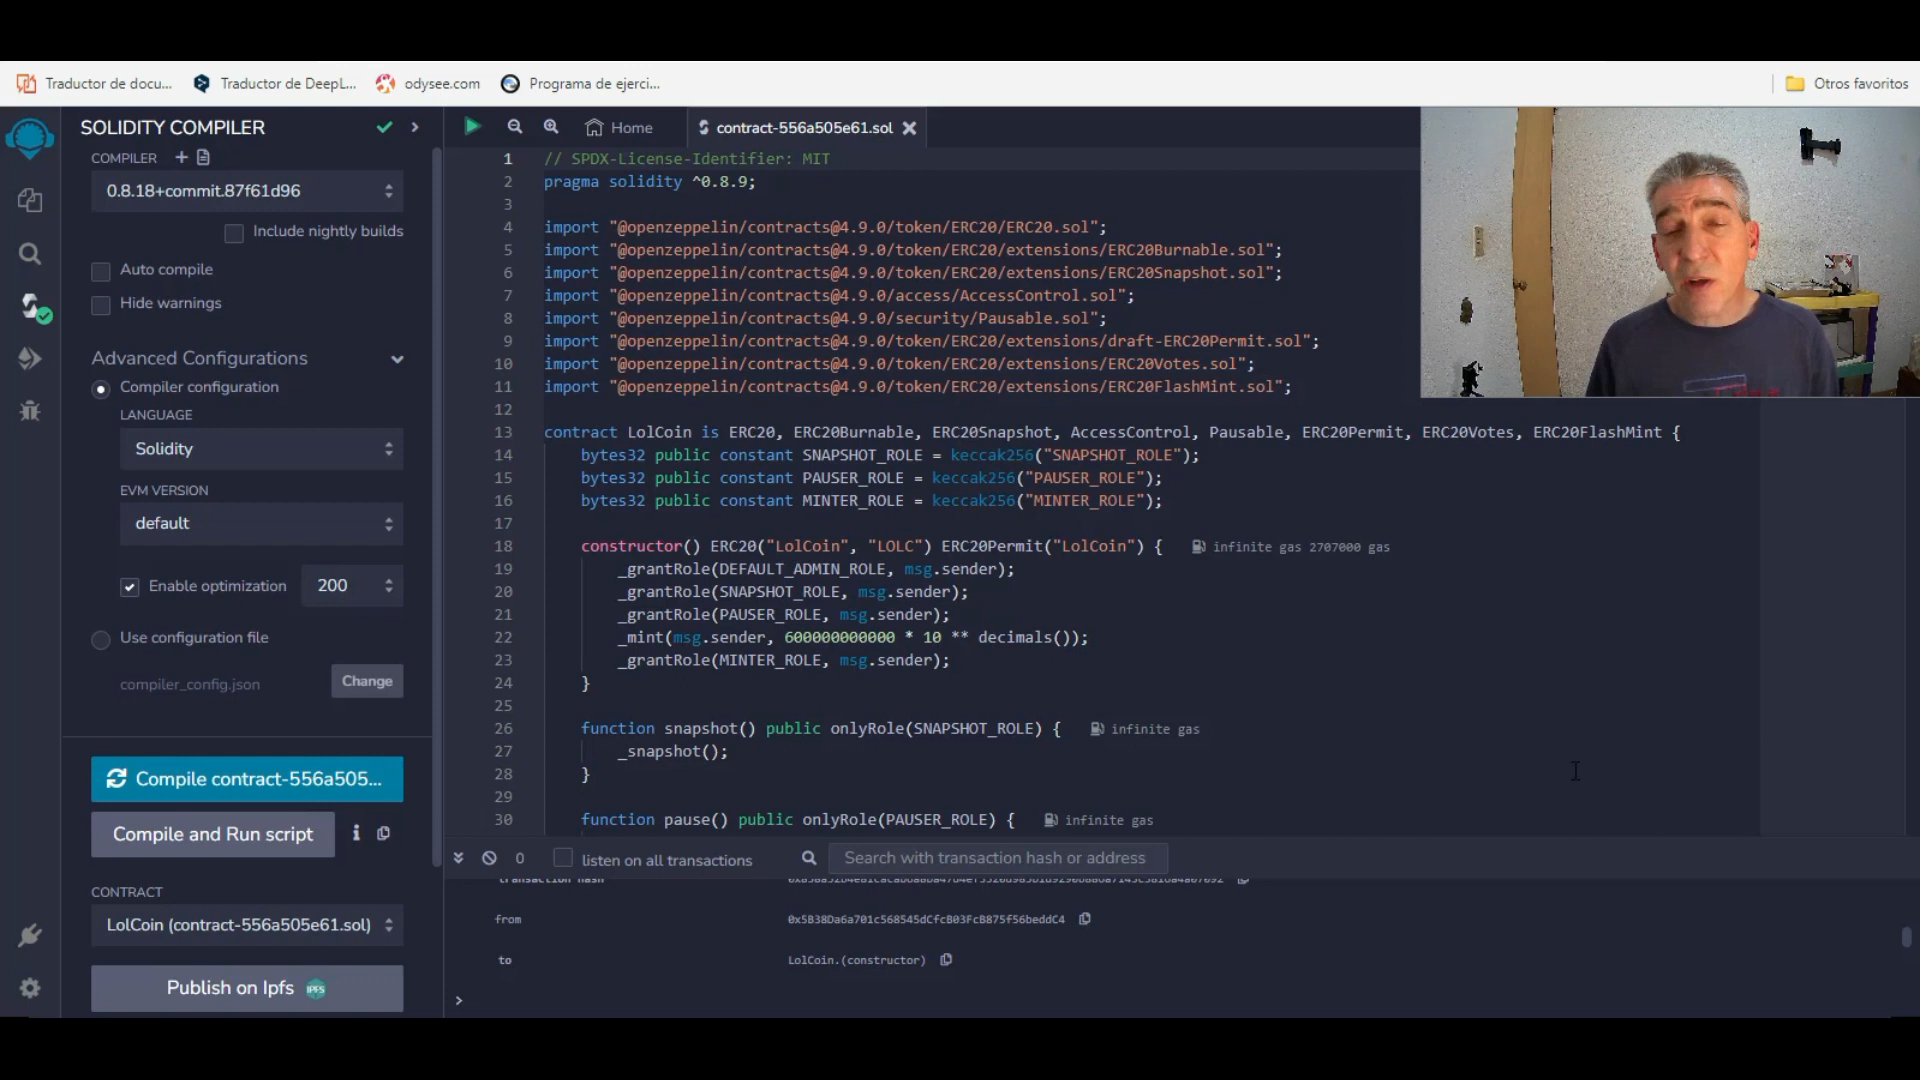 Traductor de docu...
Traductor de DeepL...
odysee.com
Programa de ejerci...
Otros favoritos
SOLIDITY COMPILER
COMPILER
0.8.18+commit.87f61d96
Include nightly builds
Auto compile
Hide warnings
Advanced Configurations
Compiler configuration
LANGUAGE
Solidity
EVM VERSION
default
Enable optimization
200
Use configuration file
compiler_config.json
Change
Compile contract-556a505...
Compile and Run script
CONTRACT
LolCoin (contract-556a505e61.sol)
Publish on Ipfs
IPFS
Home
contract-556a505e61.sol
1 // SPDX-License-Identifier: MIT
2 pragma solidity ^0.8.9;
3
4 import "@openzeppelin/contracts@4.9.0/token/ERC20/ERC20.sol";
5 import "@openzeppelin/contracts@4.9.0/token/ERC20/extensions/ERC20Burnable.sol";
6 import "@openzeppelin/contracts@4.9.0/token/ERC20/extensions/ERC20Snapshot.sol";
7 import "@openzeppelin/contracts@4.9.0/access/AccessControl.sol";
8 import "@openzeppelin/contracts@4.9.0/security/Pausable.sol";
9 import "@openzeppelin/contracts@4.9.0/token/ERC20/extensions/draft-ERC20Permit.sol";
10 import "@openzeppelin/contracts@4.9.0/token/ERC20/extensions/ERC20Votes.sol";
11 import "@openzeppelin/contracts@4.9.0/token/ERC20/extensions/ERC20FlashMint.sol";
12
13 contract LolCoin is ERC20, ERC20Burnable, ERC20Snapshot, AccessControl, Pausable, ERC20Permit, ERC20Votes, ERC20FlashMint {
14 bytes32 public constant SNAPSHOT_ROLE = keccak256("SNAPSHOT_ROLE");
15 bytes32 public constant PAUSER_ROLE = keccak256("PAUSER_ROLE");
16 bytes32 public constant MINTER_ROLE = keccak256("MINTER_ROLE");
17
18 constructor() ERC20("LolCoin", "LOLC") ERC20Permit("LolCoin") { infinite gas 2707000 gas
19 _grantRole(DEFAULT_ADMIN_ROLE, msg.sender);
20 _grantRole(SNAPSHOT_ROLE, msg.sender);
21 _grantRole(PAUSER_ROLE, msg.sender);
22 _mint(msg.sender, 600000000000 * 10 ** decimals());
23 _grantRole(MINTER_ROLE, msg.sender);
24 }
25
26 function snapshot() public onlyRole(SNAPSHOT_ROLE) { infinite gas
27 _snapshot();
28 }
29
30 function pause() public onlyRole(PAUSER_ROLE) { infinite gas
0
listen on all transactions
Search with transaction hash or address
transaction hash
from 0x5B38Da6a701c568545dCfcB03FcB875f56beddC4
to LolCoin.(constructor)
>